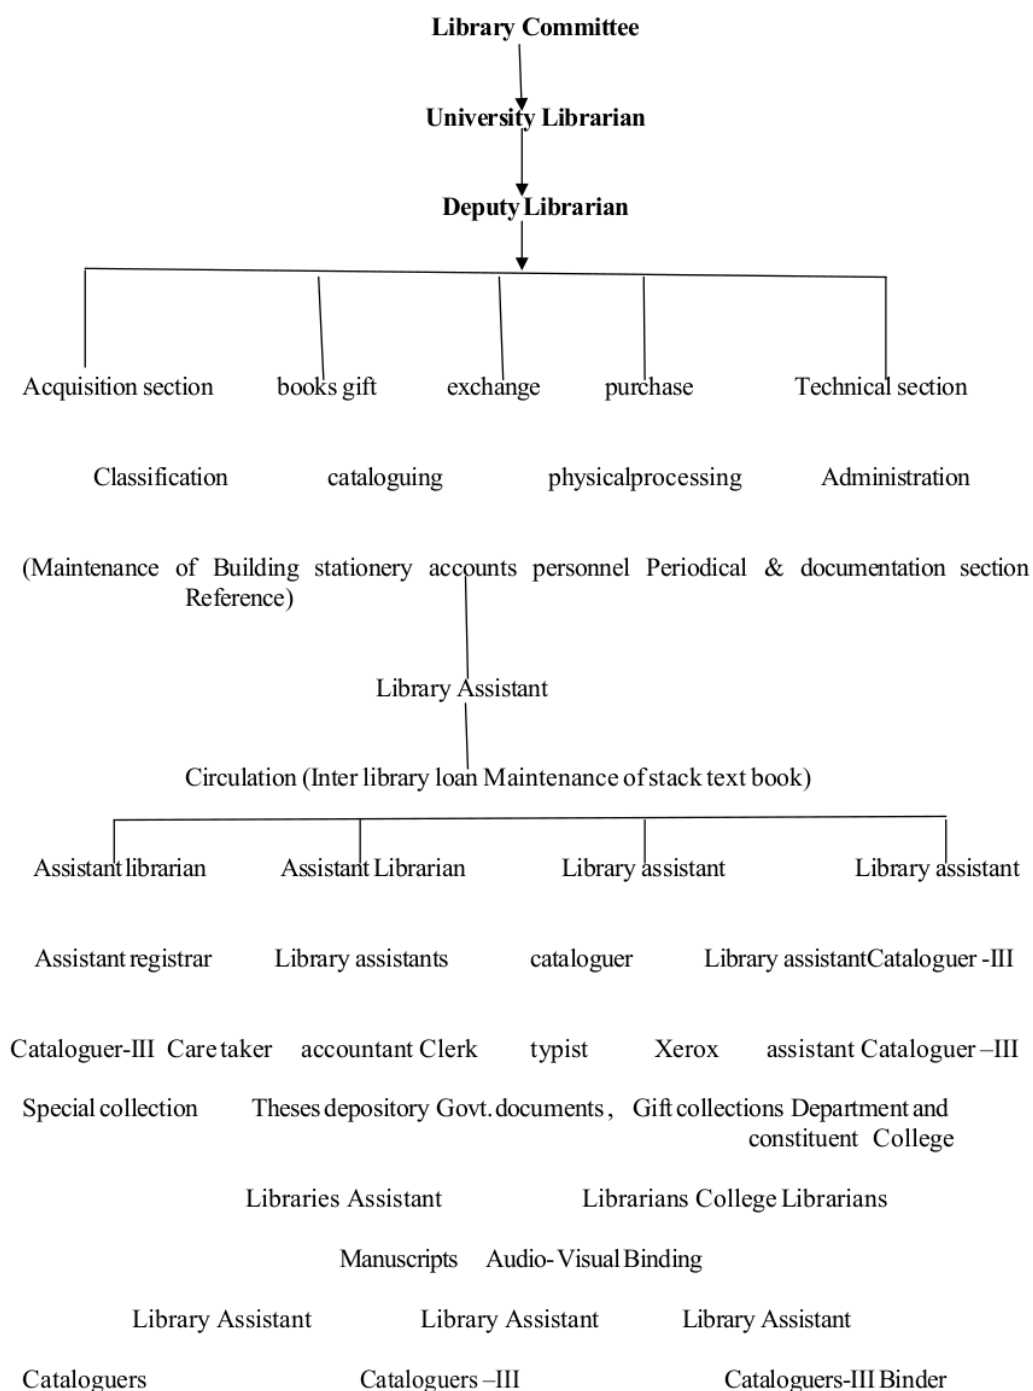 Library Committee
University Librarian
Deputy Librarian
Acquisition section books gift exchange purchase Technical section
Classification cataloguing physicalprocessing Administration
(Maintenance of Building stationery accounts personnel Periodical & documentation section
Reference)
Library Assistant
Circulation (Inter library loan Maintenance of stack text book)
Assistant librarian Assistant Librarian Library assistant Library assistant
Assistant registrar Library assistants cataloguer Library assistantCataloguer -III
Cataloguer-III Care taker accountant Clerk typist Xerox assistant Cataloguer –III
Special collection Theses depository Govt. documents, Gift collections Department and
constituent College
Libraries Assistant Librarians College Librarians
Manuscripts Audio-Visual Binding
Library Assistant Library Assistant Library Assistant
Cataloguers Cataloguers –III Cataloguers-III Binder